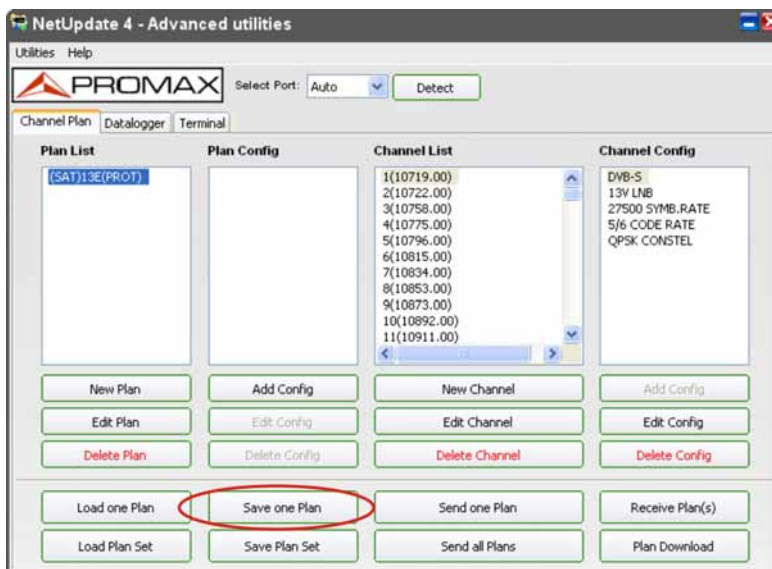 NetUpdate 4 - Advanced utilities
Utilities Help
PROMAX Select Port: Auto Detect
Channel Plan Datalogger Terminal
Plan List Plan Config Channel List Channel Config
(SAT)13E(PROT)
1(10719.00)
2(10722.00)
3(10758.00)
4(10775.00)
5(10796.00)
6(10815.00)
7(10834.00)
8(10853.00)
9(10873.00)
10(10892.00)
11(10911.00)
DVB-S
13V LNB
27500 SYMB.RATE
5/6 CODE RATE
QPSK CONSTEL
New Plan Add Config New Channel Add Config
Edit Plan Edit Config Edit Channel Edit Config
Delete Plan Delete Config Delete Channel Delete Config
Load one Plan Save one Plan Send one Plan Receive Plan(s)
Load Plan Set Save Plan Set Send all Plans Plan Download